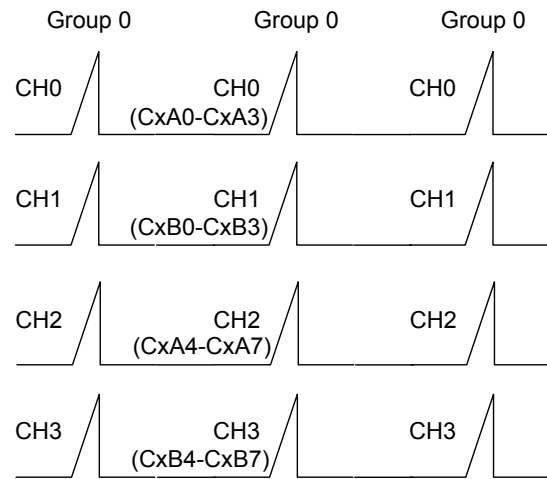 Group 0 Group 0 Group 0
CH0 CH0 CH0
(CxA0-CxA3)
CH1 CH1 CH1
(CxB0-CxB3)
CH2 CH2 CH2
(CxA4-CxA7)
CH3 CH3 CH3
(CxB4-CxB7)